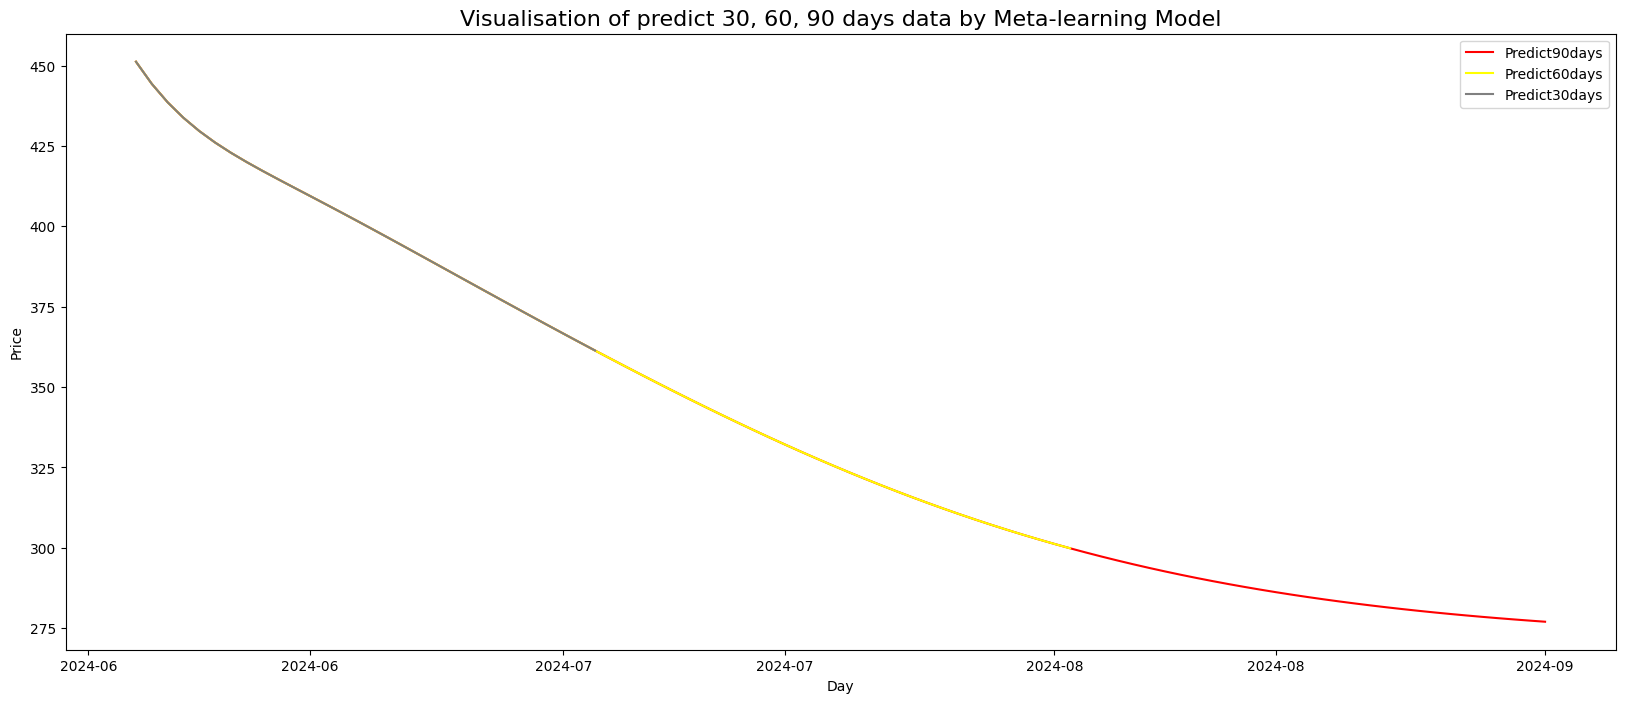 Visualisation of predict 30, 60, 90 days data by Meta-learning Model
Predict90days
Predict60days
Predict30days
450
425
400
375
350
325
300
275
Price
2024-06 2024-06 2024-07 2024-07 2024-08 2024-08 2024-09
Day